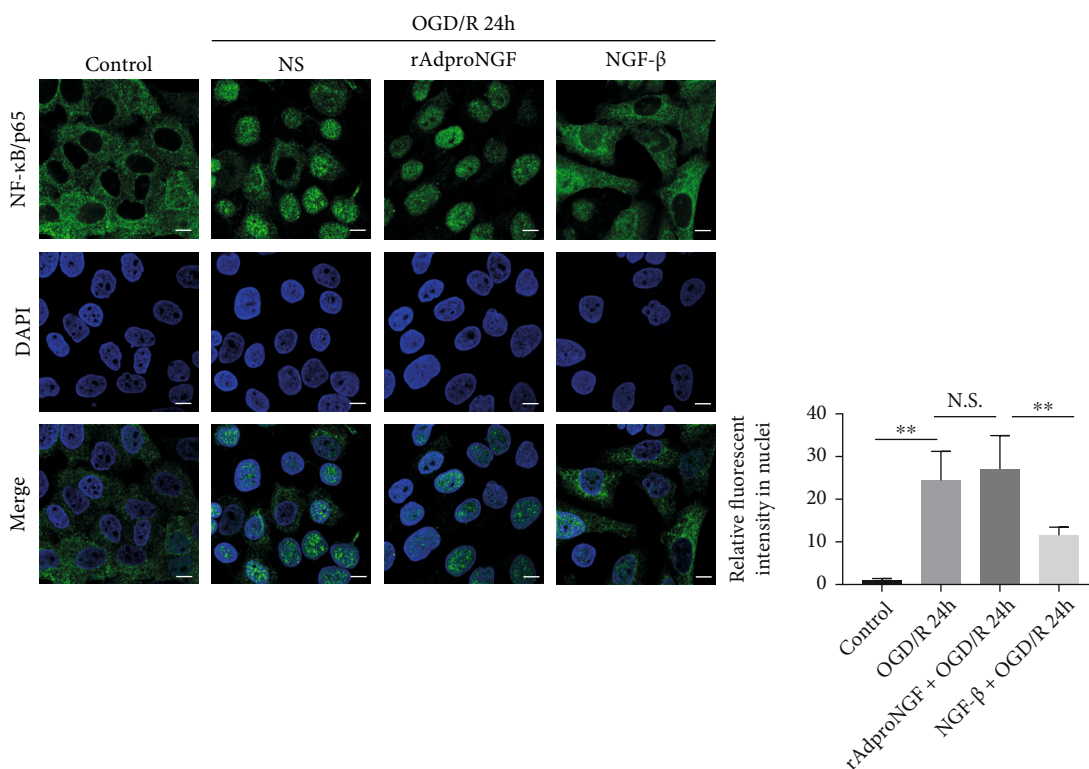 OGD/R 24h
Control
NS
rAdproNGF
NGF-β
NF-κB/p65
DAPI
Merge
Relative fluorescent
intensity in nuclei
40
30
20
10
0
**
N.S.
**
Control
OGD/R 24h
rAdproNGF + OGD/R 24h
NGF-β + OGD/R 24h